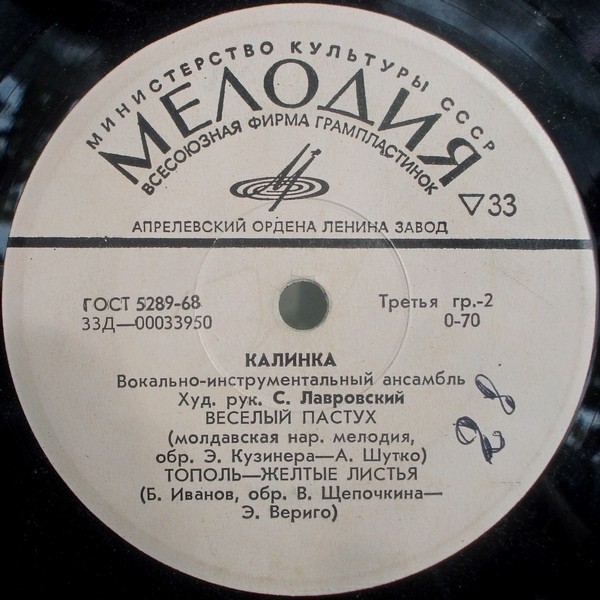 МИНИСТЕРСТВО КУЛЬТУРЫ СССР
МЕЛОДИЯ
ВСЕСОЮЗНАЯ ФИРМА ГРАМПЛАСТИНОК
▽33
АПРЕЛЕВСКИЙ ОРДЕНА ЛЕНИНА ЗАВОД
ГОСТ 5289-68
Третья гр.-2
33Д—00033950
0-70
КАЛИНКА
Вокально-инструментальный ансамбль
Худ. рук. С. Лавровский
ВЕСЕЛЫЙ ПАСТУХ
(молдавская нар. мелодия,
обр. Э. Кузинера—А. Шутко)
ТОПОЛЬ—ЖЕЛТЫЕ ЛИСТЬЯ
(Б. Иванов, обр. В. Щепочкина—
Э. Вериго)